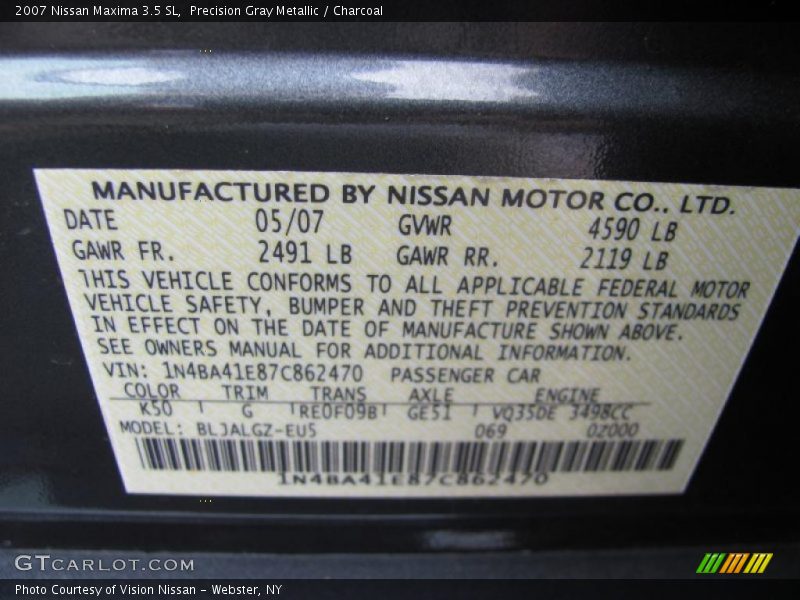 2007 Nissan Maxima 3.5 SL, Precision Gray Metallic / Charcoal
MANUFACTURED BY NISSAN MOTOR CO., LTD.
DATE 05/07 GVWR 4590 LB
GAWR FR. 2491 LB GAWR RR. 2119 LB
THIS VEHICLE CONFORMS TO ALL APPLICABLE FEDERAL MOTOR
VEHICLE SAFETY, BUMPER AND THEFT PREVENTION STANDARDS
IN EFFECT ON THE DATE OF MANUFACTURE SHOWN ABOVE.
SEE OWNERS MANUAL FOR ADDITIONAL INFORMATION.
VIN: 1N4BA41E87C862470 PASSENGER CAR
COLOR TRIM TRANS AXLE ENGINE
K50 G RE0F09B GE51 VQ35DE 3498CC
MODEL: BLJALGZ-EU5 069 02000
1N4BA41E87C862470
GTCARLOT.COM
Photo Courtesy of Vision Nissan - Webster, NY